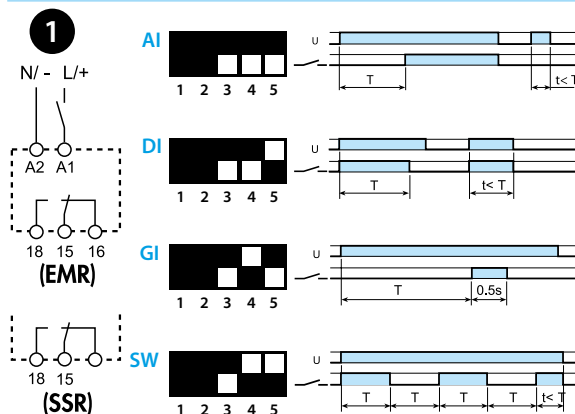 1
N/ - L/+
A2 A1
18 15 16
(EMR)
18 15
(SSR)
AI
1 2 3 4 5
U
T t< T
DI
1 2 3 4 5
U
T t< T
GI
1 2 3 4 5
U
T 0.5s
SW
1 2 3 4 5
U
T T T T t<